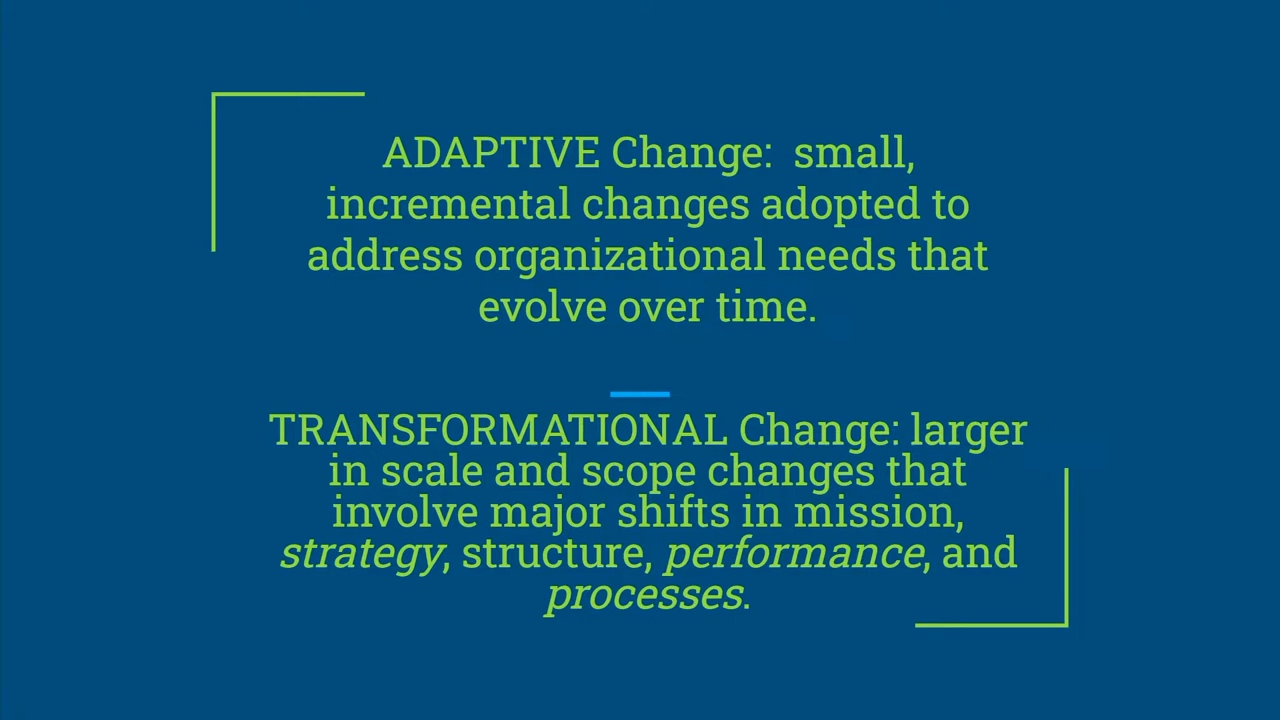 ADAPTIVE Change:  small,
incremental changes adopted to
address organizational needs that
evolve over time.
TRANSFORMATIONAL Change: larger
in scale and scope changes that
involve major shifts in mission,
strategy, structure, performance, and
processes.